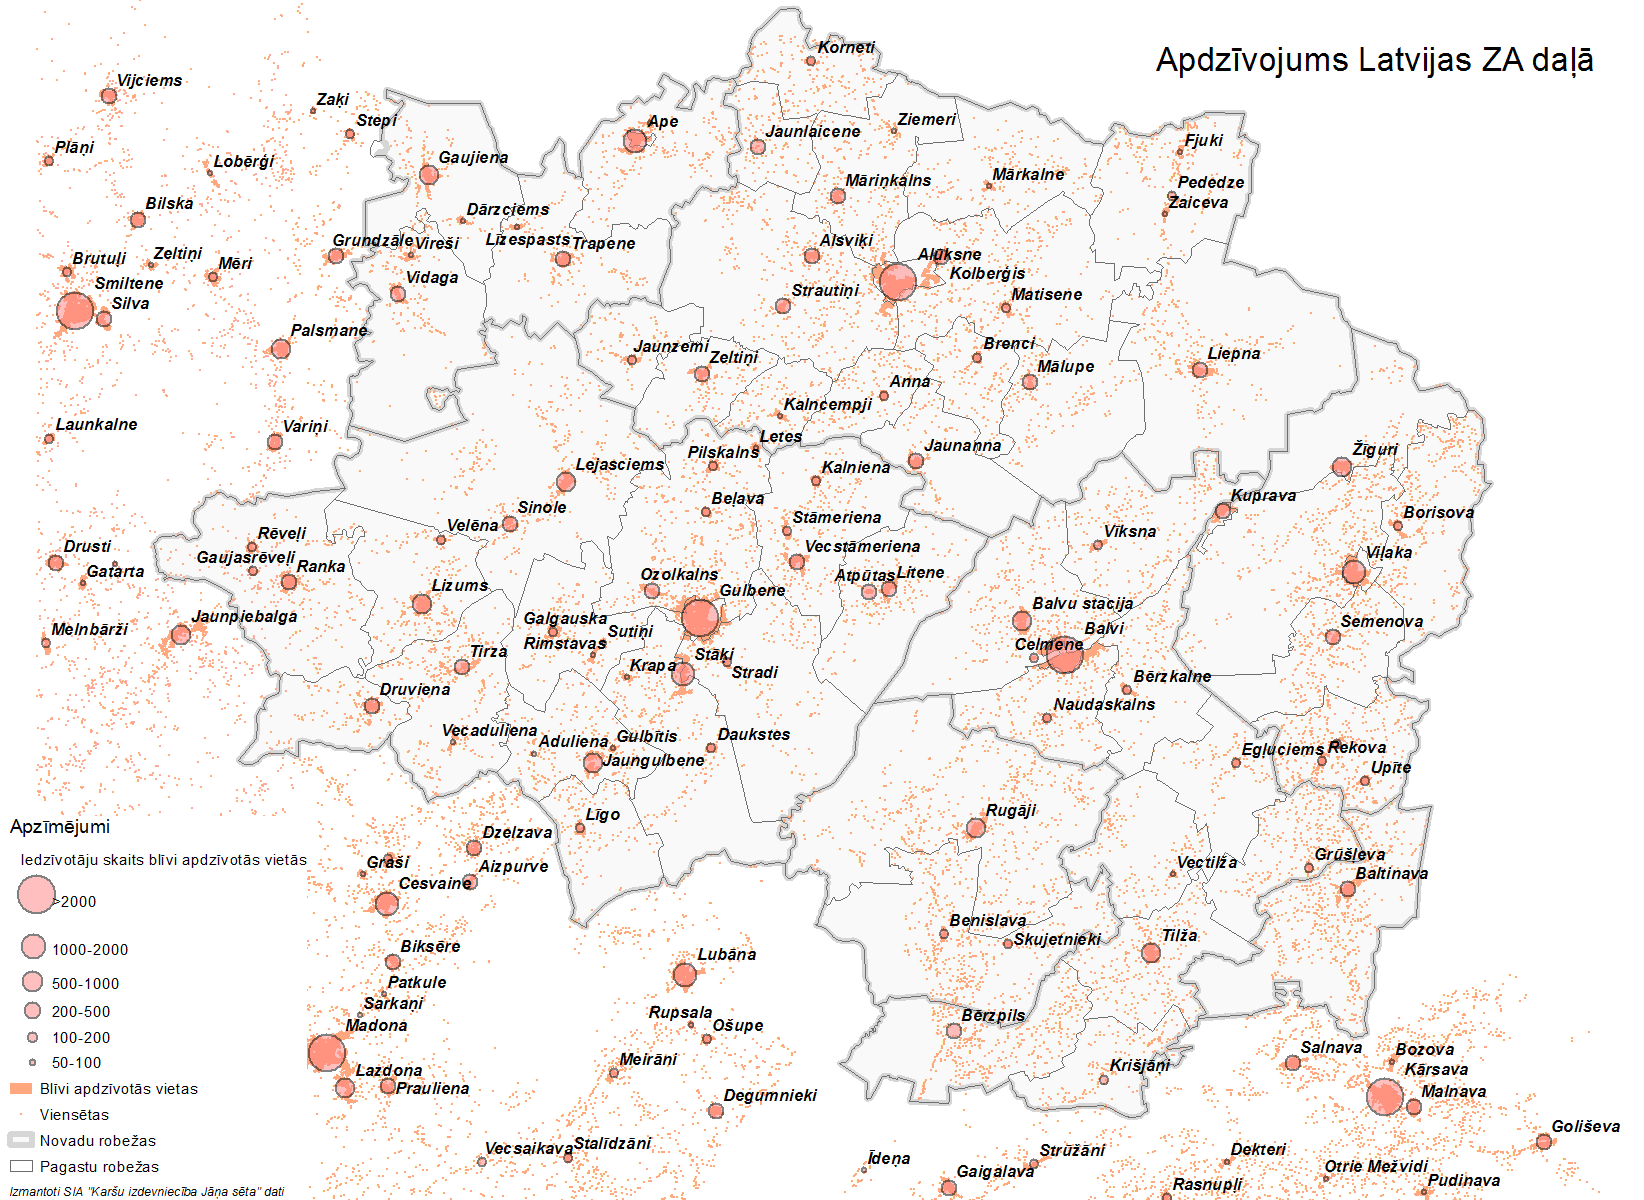 Apdzīvojums Latvijas ZA daļā
Korneti
Vijciems
Zaķi
Stepi
Ape
Jaunlaicene
Ziemeri
Fjuki
Plāņi
Lobērģi
Gaujiena
Māriņkalns
Mārkalne
Pededze
Žaiceva
Bilska
Dārzciems
Grundzāle
Vireši
Līzespasts
Trapene
Alsviķi
Alūksne
Kolberģis
Brutuļi
Zeltiņi
Mēri
Smiltene
Silva
Vidaga
Strautiņi
Matisene
Palsmane
Jaunzemi
Zeltiņi
Brenci
Mālupe
Liepna
Anna
Kalncempji
Launkalne
Variņi
Letes
Pilskalns
Jaunanna
Žīguri
Lejasciems
Kalniena
Beļava
Kuprava
Sinole
Velēna
Stāmeriena
Viksna
Borisova
Rēveļi
Drusti
Gatarta
Gaujasrēveļi
Ranka
Vecstāmeriena
Viļaka
Ozolkalns
Atpūtas
Litene
Lizums
Gulbene
Balvu stacija
Jaunpiebalga
Galgauska
Semenova
Melnbārži
Rimstavas
Sutiņi
Balvi
Celmene
Tirza
Krapa
Stāķi
Stradi
Bērzkalne
Druviena
Naudaskalns
Vecaduliena
Aduliena
Gulbītis
Daukstes
Egļuciems
Rekova
Jaungulbene
Upīte
Līgo
Rugāji
Apzīmējumi
Dzelzava
Iedzīvotāju skaits blīvi apdzīvotās vietās
Graši
Aizpurve
Vectilža
Grūšļeva
Baltinava
Cesvaine
>2000
Benislava
Skujetnieki
Tilža
Biksēre
1000-2000
Lubāna
Patkule
500-1000
Sarkaņi
200-500
Rupsala
Ošupe
Bērzpils
Madona
100-200
Salnava
Bozova
Kārsava
Meirāni
50-100
Lazdona
Krišjāņi
Malnava
Blīvi apdzīvotās vietas
Prauliena
Degumnieki
Viensētas
Goliševa
Novadu robežas
Vecsaikava
Stalīdzāni
Strūžāni
Dekteri
Pagastu robežas
Īdeņa
Gaigalava
Otrie Mežvidi
Rasnupļi
Pudinava
Izmantoti SIA "Karšu izdevniecība Jāņa sēta" dati